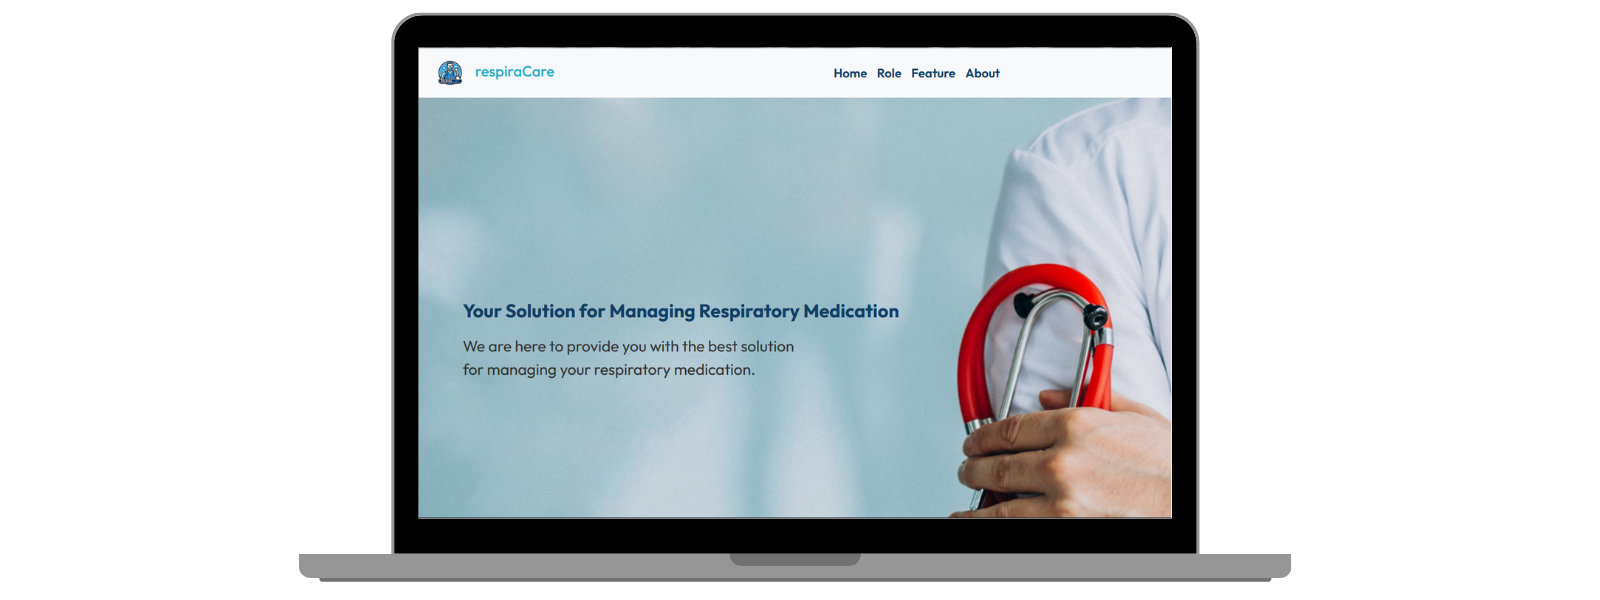 respiraCare
Home Role Feature About
Your Solution for Managing Respiratory Medication
We are here to provide you with the best solution
for managing your respiratory medication.